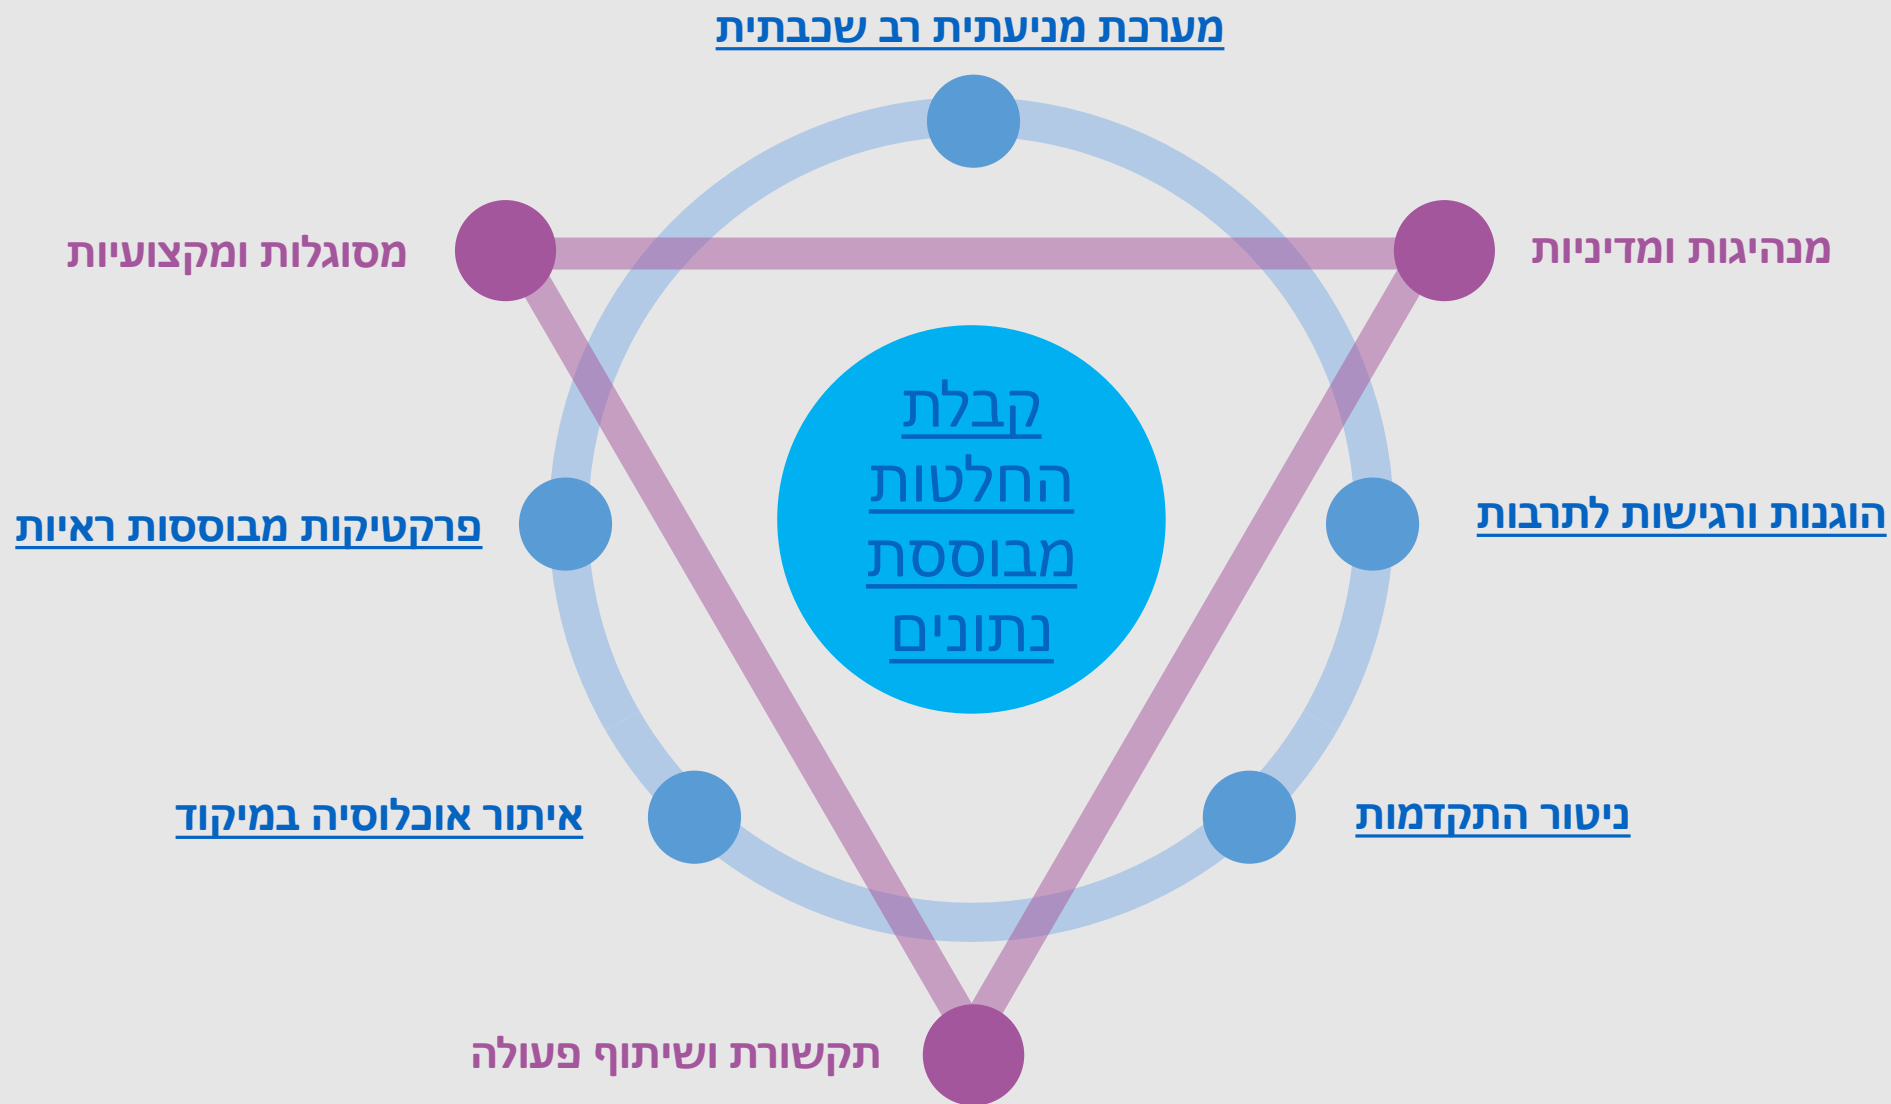 מערכת מניעתית רב שכבתית
מנהיגות ומדיניות
מסוגלות ומקצועיות
קבלת
החלטות
מבוססת
נתונים
הוגנות ורגישות לתרבות
פרקטיקות מבוססות ראיות
ניטור התקדמות
איתור אוכלוסיה במיקוד
תקשורת ושיתוף פעולה